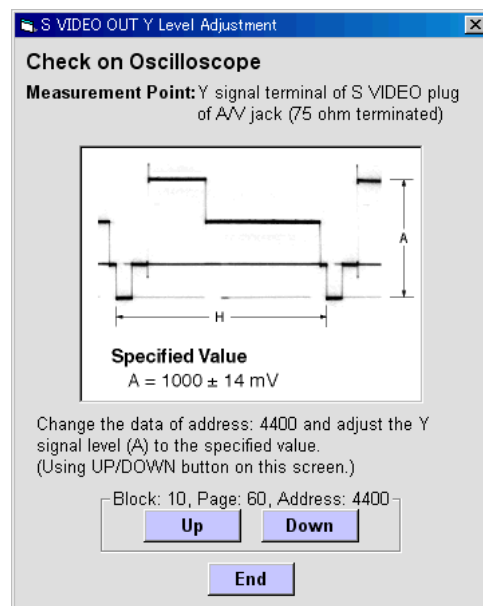 S VIDEO OUT Y Level Adjustment
Check on Oscilloscope
Measurement Point: Y signal terminal of S VIDEO plug
of A/V jack (75 ohm terminated)
A
H
Specified Value
A = 1000 ± 14 mV
Change the data of address: 4400 and adjust the Y
signal level (A) to the specified value.
(Using UP/DOWN button on this screen.)
Block: 10, Page: 60, Address: 4400
Up Down
End